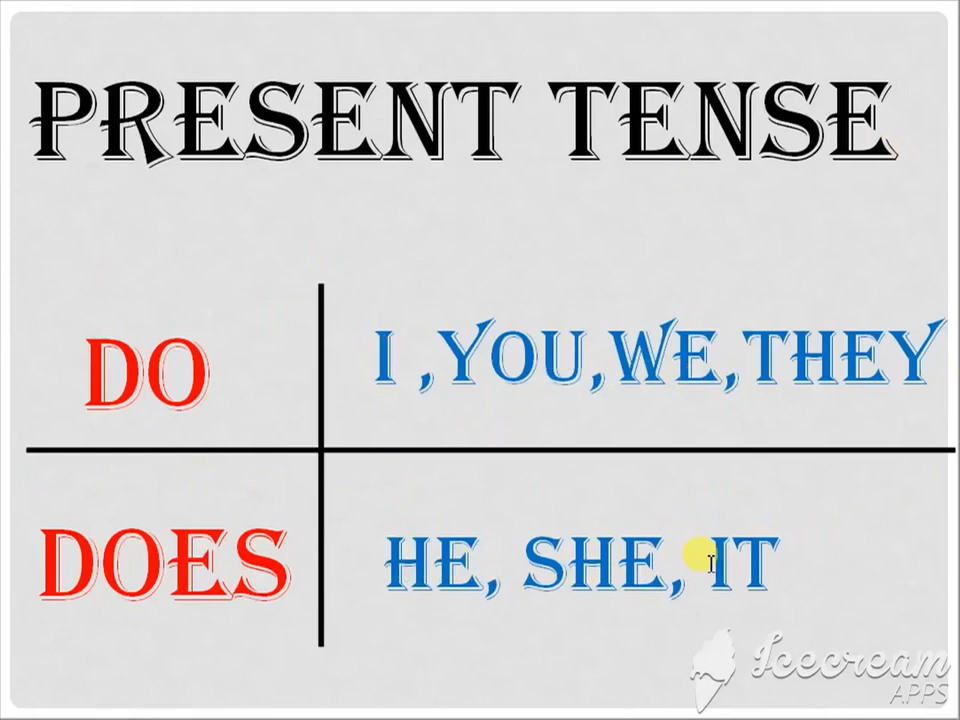 PRESENT TENSE
DO
I ,YOU,WE,THEY
DOES
HE, SHE, IT
Icecream
APPS